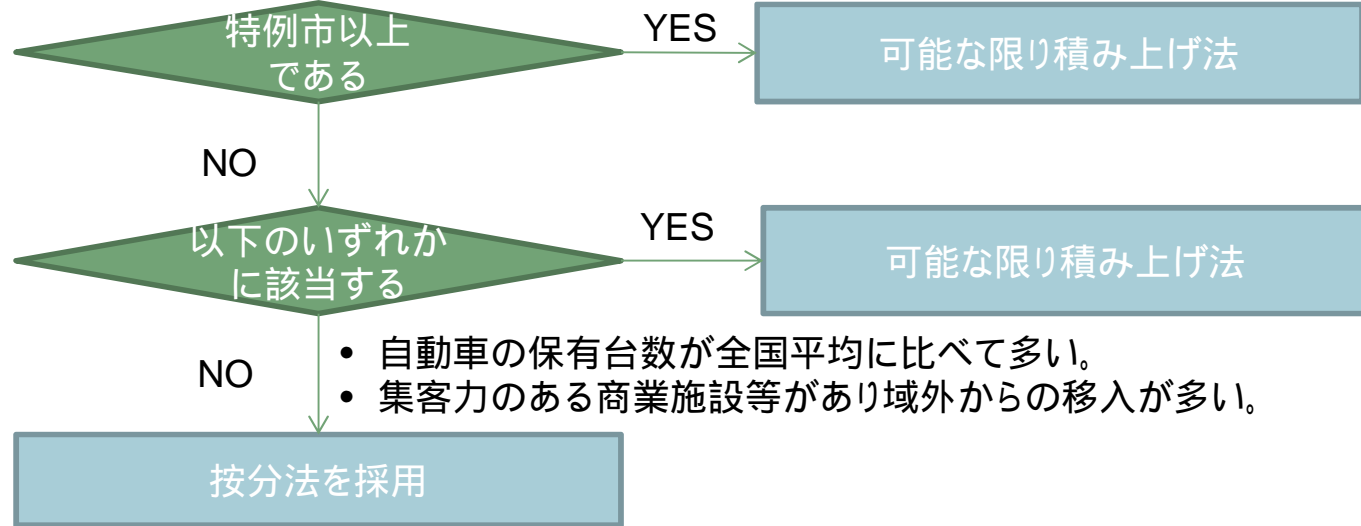 特例市以上
である
YES
可能な限り積み上げ法
NO
以下のいずれか
に該当する
YES
可能な限り積み上げ法
NO
• 自動車の保有台数が全国平均に比べて多い。
• 集客力のある商業施設等があり域外からの移入が多い。
按分法を採用